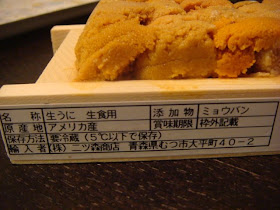 名　称 生うに　生食用 添加物 ミョウバン
原産地 アメリカ産 賞味期限 枠外記載
保存方法 要冷蔵（５℃以下で保存）
輸入者 （株）二ツ森商店　青森県むつ市大平町４０－２